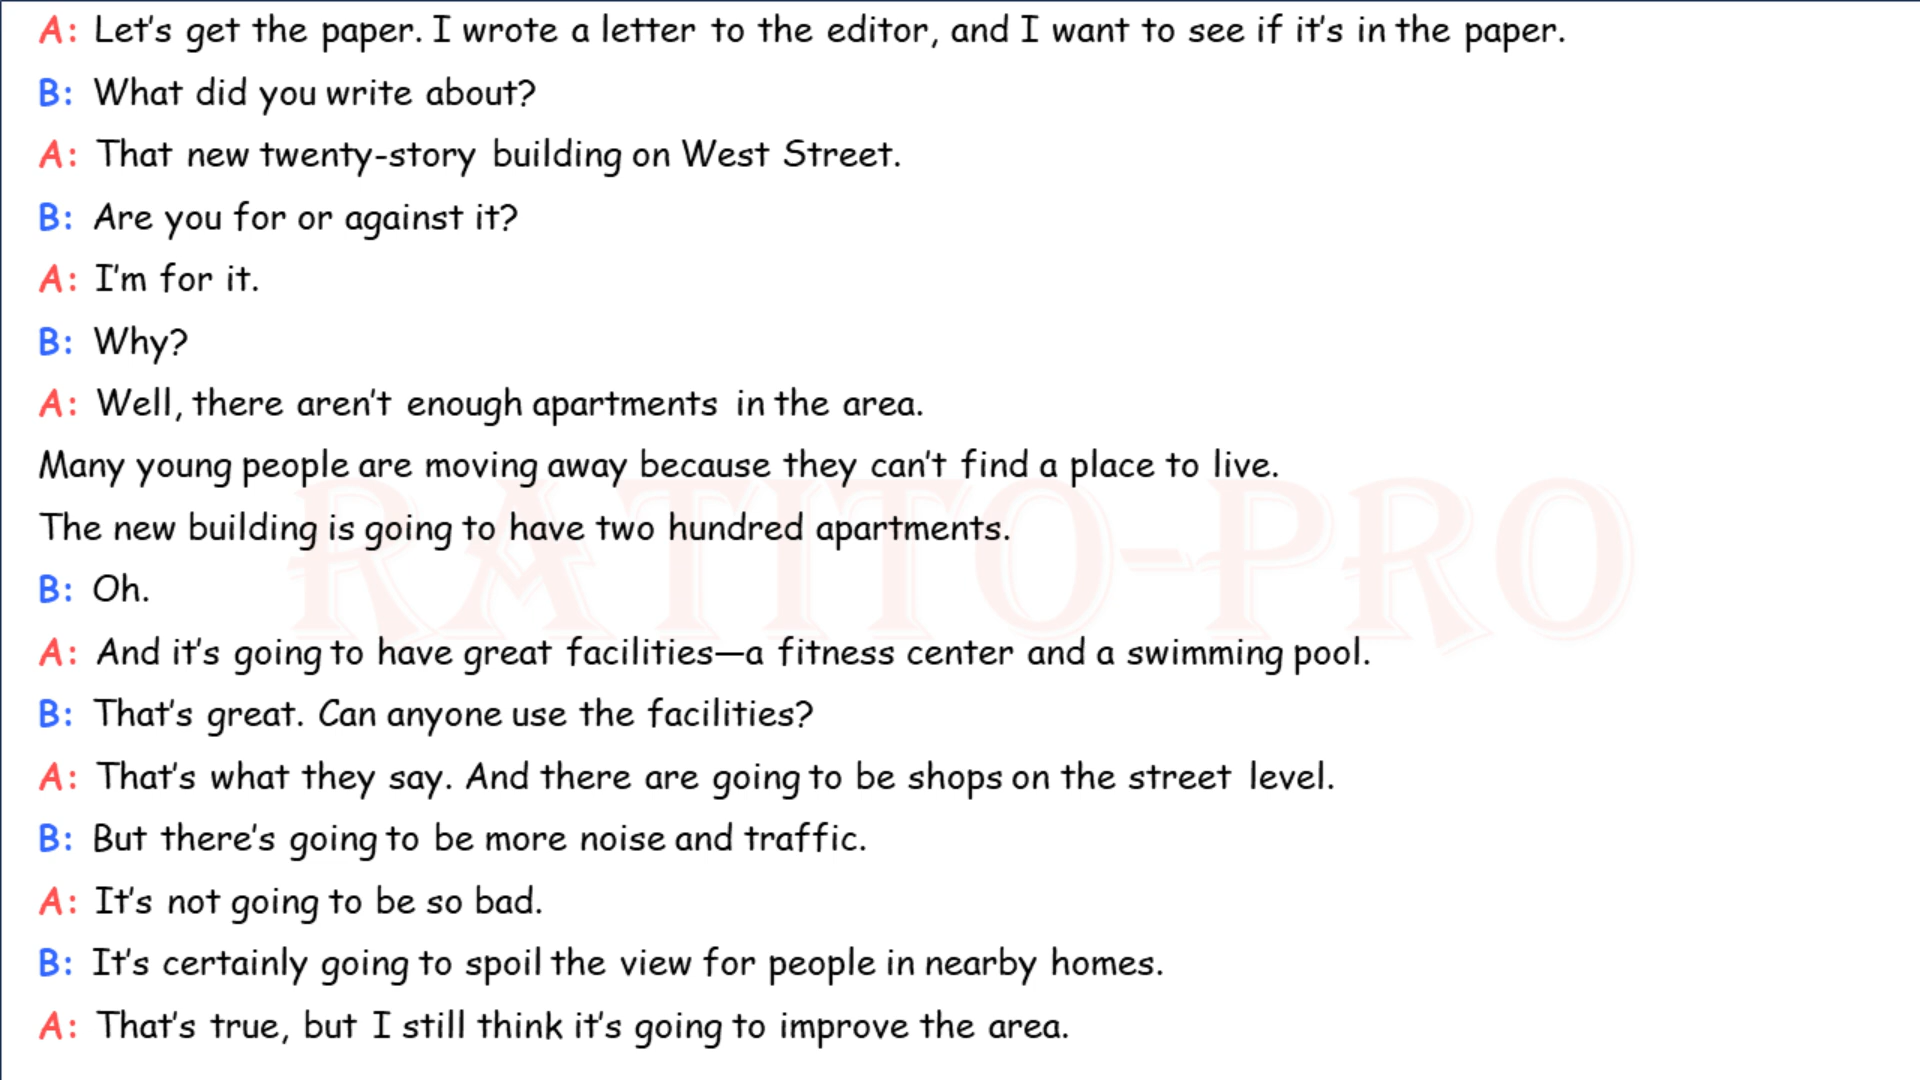 A: Let's get the paper. I wrote a letter to the editor, and I want to see if it's in the paper.
B: What did you write about?
A: That new twenty-story building on West Street.
B: Are you for or against it?
A: I'm for it.
B: Why?
A: Well, there aren't enough apartments in the area.
Many young people are moving away because they can't find a place to live.
The new building is going to have two hundred apartments.
B: Oh.
A: And it's going to have great facilities—a fitness center and a swimming pool.
B: That's great. Can anyone use the facilities?
A: That's what they say. And there are going to be shops on the street level.
B: But there's going to be more noise and traffic.
A: It's not going to be so bad.
B: It's certainly going to spoil the view for people in nearby homes.
A: That's true, but I still think it's going to improve the area.
RATITO-PRO